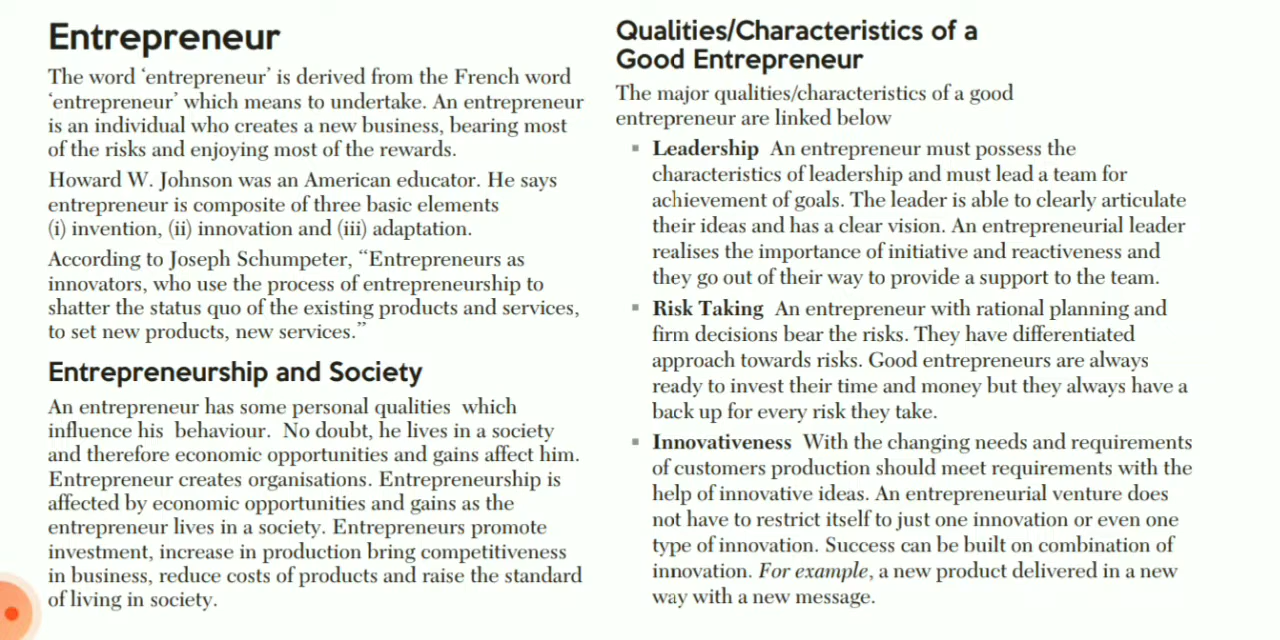 Entrepreneur
The word ‘entrepreneur’ is derived from the French word
‘entrepreneur’ which means to undertake. An entrepreneur
is an individual who creates a new business, bearing most
of the risks and enjoying most of the rewards.
Howard W. Johnson was an American educator. He says
entrepreneur is composite of three basic elements
(i) invention, (ii) innovation and (iii) adaptation.
According to Joseph Schumpeter, “Entrepreneurs as
innovators, who use the process of entrepreneurship to
shatter the status quo of the existing products and services,
to set new products, new services.”
Entrepreneurship and Society
An entrepreneur has some personal qualities which
influence his behaviour. No doubt, he lives in a society
and therefore economic opportunities and gains affect him.
Entrepreneur creates organisations. Entrepreneurship is
affected by economic opportunities and gains as the
entrepreneur lives in a society. Entrepreneurs promote
investment, increase in production bring competitiveness
in business, reduce costs of products and raise the standard
of living in society.
Qualities/Characteristics of a
Good Entrepreneur
The major qualities/characteristics of a good
entrepreneur are linked below
▪ Leadership An entrepreneur must possess the
characteristics of leadership and must lead a team for
achievement of goals. The leader is able to clearly articulate
their ideas and has a clear vision. An entrepreneurial leader
realises the importance of initiative and reactiveness and
they go out of their way to provide a support to the team.
▪ Risk Taking An entrepreneur with rational planning and
firm decisions bear the risks. They have differentiated
approach towards risks. Good entrepreneurs are always
ready to invest their time and money but they always have a
back up for every risk they take.
▪ Innovativeness With the changing needs and requirements
of customers production should meet requirements with the
help of innovative ideas. An entrepreneurial venture does
not have to restrict itself to just one innovation or even one
type of innovation. Success can be built on combination of
innovation. For example, a new product delivered in a new
way with a new message.